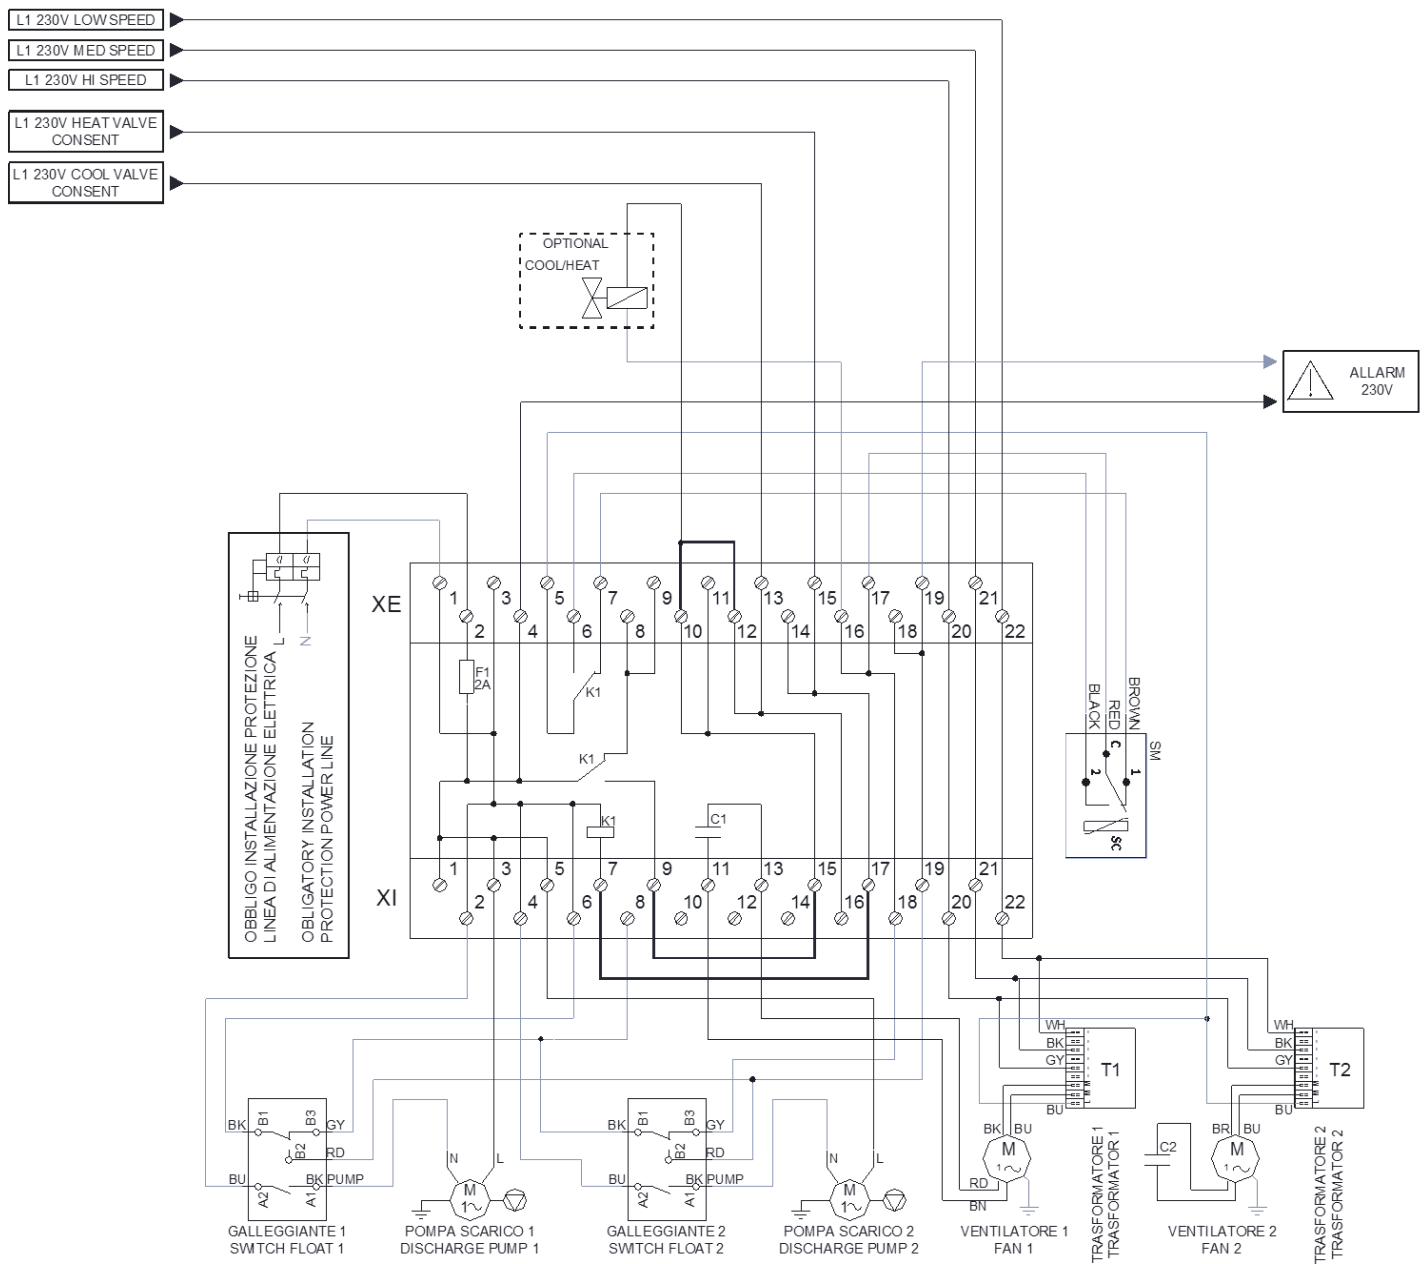 L1 230V LOW SPEED
L1 230V MED SPEED
L1 230V HI SPEED
L1 230V HEAT VALVE
CONSENT
L1 230V COOL VALVE
CONSENT
OPTIONAL
COOL/HEAT
ALLARM
230V
L
N
OBBLIGO INSTALLAZIONE PROTEZIONE
LINEA DI ALIMENTAZIONE ELETTRICA
OBLIGATORY INSTALLATION
PROTECTION POWER LINE
XE
1 3 5 7 9 11 13 15 17 19 21
2 4 6 8 10 12 14 16 18 20 22
F1
2A
K1
K1
K1
C1
XI
1 3 5 7 9 11 13 15 17 19 21
2 4 6 8 10 12 14 16 18 20 22
BLACK
RED
BROWN
SM
C
2
1
SC
BK B1 B3 GY
B2 RD
BU A2 A1 BK PUMP
GALLEGGIANTE 1
SWITCH FLOAT 1
N L
M
1~
POMPA SCARICO 1
DISCHARGE PUMP 1
BK B1 B3 GY
B2 RD
BU A2 A1 BK PUMP
GALLEGGIANTE 2
SWITCH FLOAT 2
N L
M
1~
POMPA SCARICO 2
DISCHARGE PUMP 2
BK BU
M
1~
RD
BN
VENTILATORE 1
FAN 1
WH
BK
GY
BU
T1
TRASFORMATORE 1
TRASFORMATOR 1
C2
BR BU
M
1~
VENTILATORE 2
FAN 2
WH
BK
GY
BU
T2
TRASFORMATORE 2
TRASFORMATOR 2